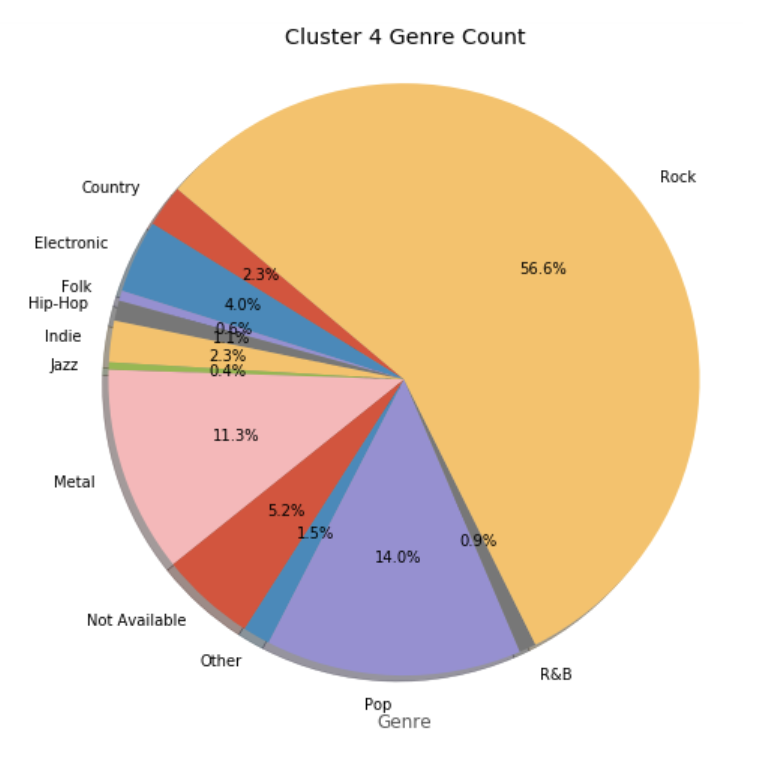 Cluster 4 Genre Count
Rock
Country
56.6%
Electronic
2.3%
Folk
4.0%
Hip-Hop
0.6%
1.1%
Indie
2.3%
Jazz
0.4%
11.3%
Metal
5.2%
1.5%
0.9%
14.0%
Not Available
Other
R&B
Pop
Genre